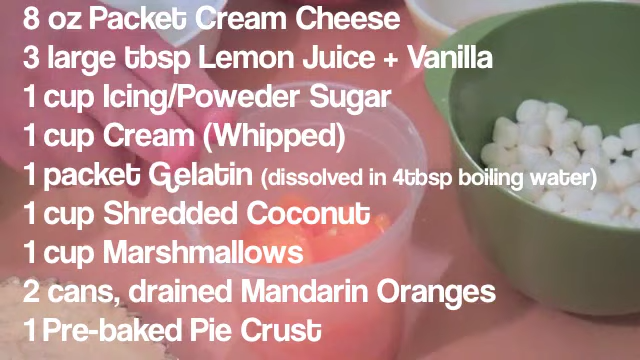 8 oz Packet Cream Cheese
3 large tbsp Lemon Juice + Vanilla
1 cup Icing/Poweder Sugar
1 cup Cream (Whipped)
1 packet Gelatin (dissolved in 4tbsp boiling water)
1 cup Shredded Coconut
1 cup Marshmallows
2 cans, drained Mandarin Oranges
1 Pre-baked Pie Crust